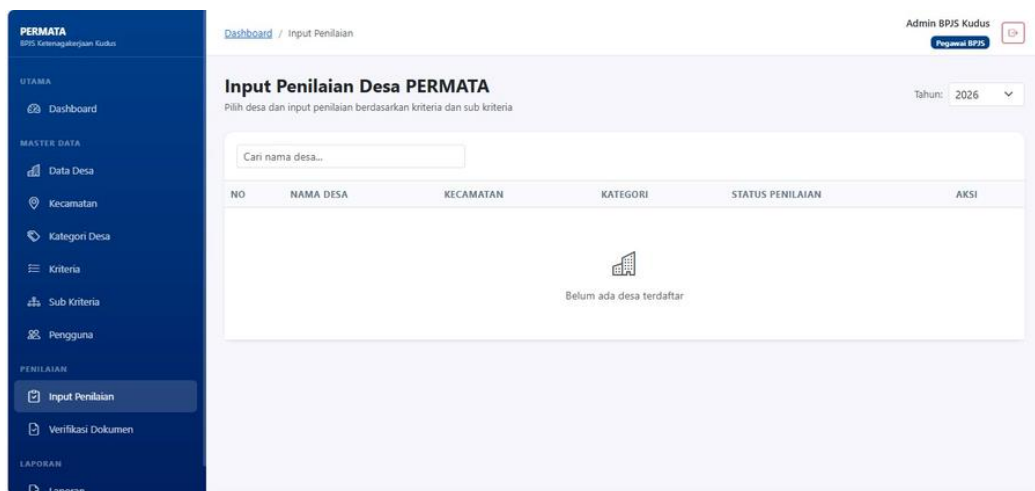 PERMATA
BPJS Ketenagakerjaan Kudus
UTAMA
Dashboard
MASTER DATA
Data Desa
Kecamatan
Kategori Desa
Kriteria
Sub Kriteria
Pengguna
PENILAIAN
Input Penilaian
Verifikasi Dokumen
LAPORAN
Laporan
Dashboard / Input Penilaian
Admin BPJS Kudus
Pegawai BPJS
Input Penilaian Desa PERMATA
Pilih desa dan input penilaian berdasarkan kriteria dan sub kriteria
Tahun: 2026
Cari nama desa...
NO NAMA DESA KECAMATAN KATEGORI STATUS PENILAIAN AKSI
Belum ada desa terdaftar